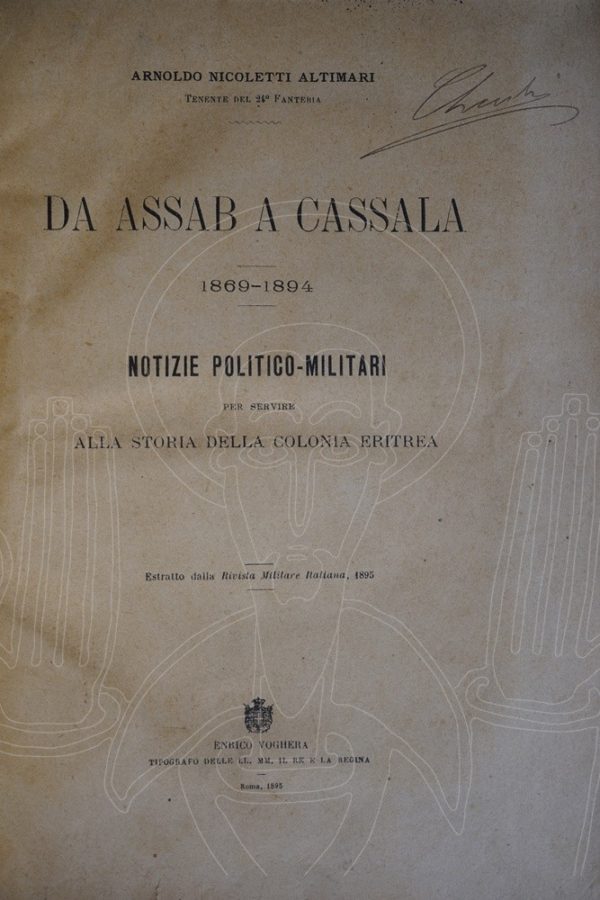 ARNOLDO NICOLETTI ALTIMARI
TENENTE DEL 24º FANTERIA
DA ASSAB A CASSALA
1869-1894
NOTIZIE POLITICO-MILITARI
PER SERVIRE
ALLA STORIA DELLA COLONIA ERITREA
Estratto dalla Rivista Militare Italiana, 1895
ENRICO VOGHERA
TIPOGRAFO DELLE LL. MM. IL RE E LA REGINA
Roma, 1895